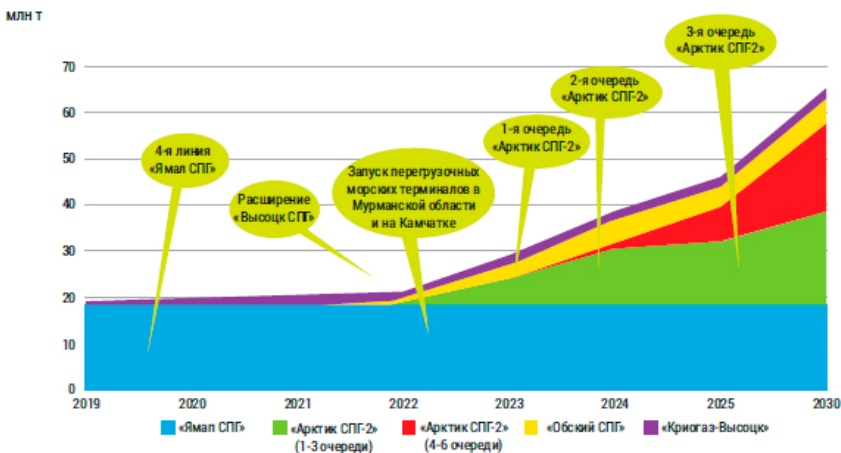 млн т
3-я очередь
«Арктик СПГ-2»
70
2-я очередь
«Арктик СПГ-2»
60
1-я очередь
«Арктик СПГ-2»
4-я линия
«Ямал СПГ»
50
Запуск перегрузочных
морских терминалов в
Мурманской области
и на Камчатке
Расширение
«Высоцк СПГ»
40
30
20
10
0
2019 2020 2021 2022 2023 2024 2025 2030
«Ямал СПГ» «Арктик СПГ-2» «Арктик СПГ-2» «Обский СПГ» «Криогаз-Высоцк»
(1-3 очереди) (4-6 очереди)